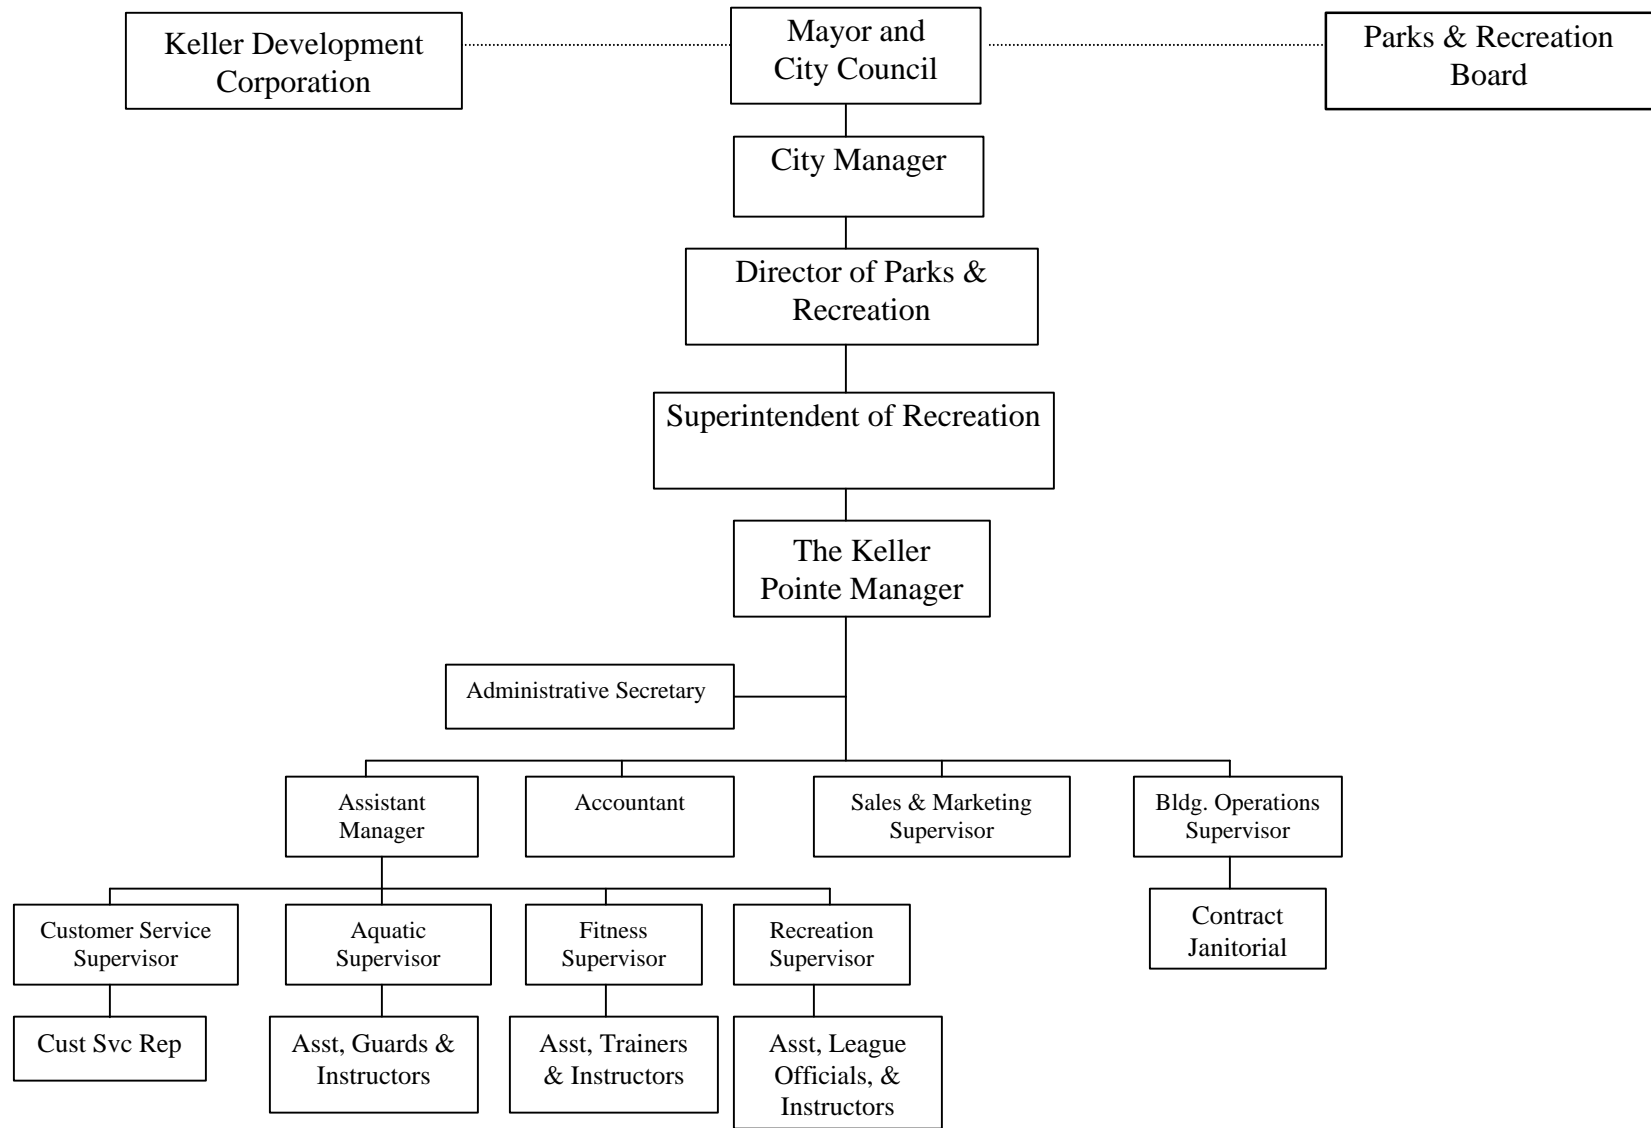 Keller Development
Corporation
Mayor and
City Council
Parks & Recreation
Board
City Manager
Director of Parks &
Recreation
Superintendent of Recreation
The Keller
Pointe Manager
Administrative Secretary
Assistant
Manager
Accountant
Sales & Marketing
Supervisor
Bldg. Operations
Supervisor
Customer Service
Supervisor
Aquatic
Supervisor
Fitness
Supervisor
Recreation
Supervisor
Contract
Janitorial
Cust Svc Rep
Asst, Guards &
Instructors
Asst, Trainers
& Instructors
Asst, League
Officials, &
Instructors